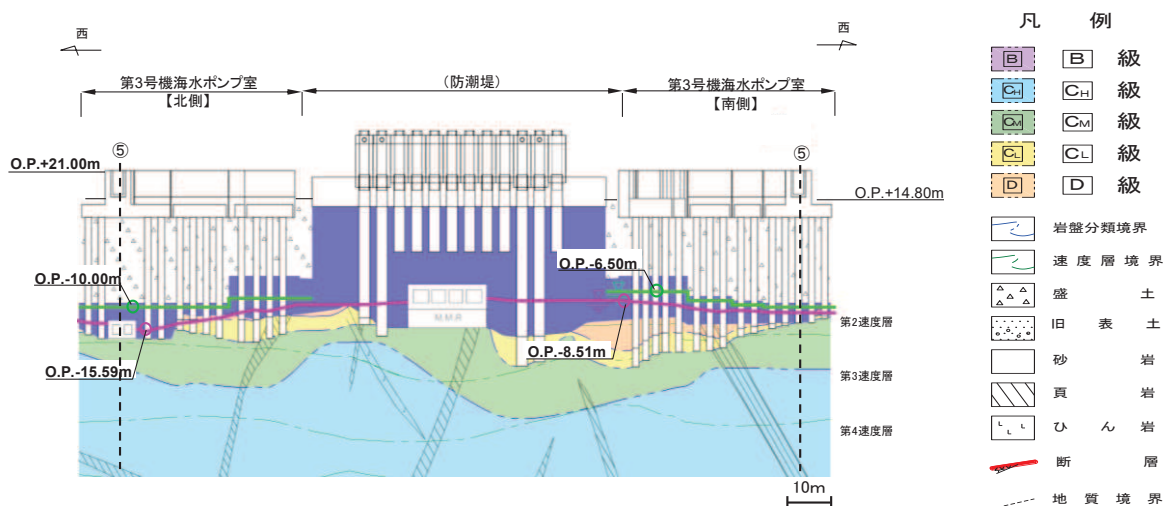 西
西
第3号機海水ポンプ室
【北側】
(防潮堤)
第3号機海水ポンプ室
【南側】
⑤
⑤
O.P.+21.00m
O.P.+14.80m
O.P.-10.00m
O.P.-6.50m
M.M.R
第2速度層
O.P.-8.51m
O.P.-15.59m
第3速度層
第4速度層
10m
凡 例
B B 級
CH CH 級
CM CM 級
CL CL 級
D D 級
岩盤分類境界
速度層境界
盛 土
旧 表 土
砂 岩
頁 岩
ひ ん 岩
断 層
地 質 境 界